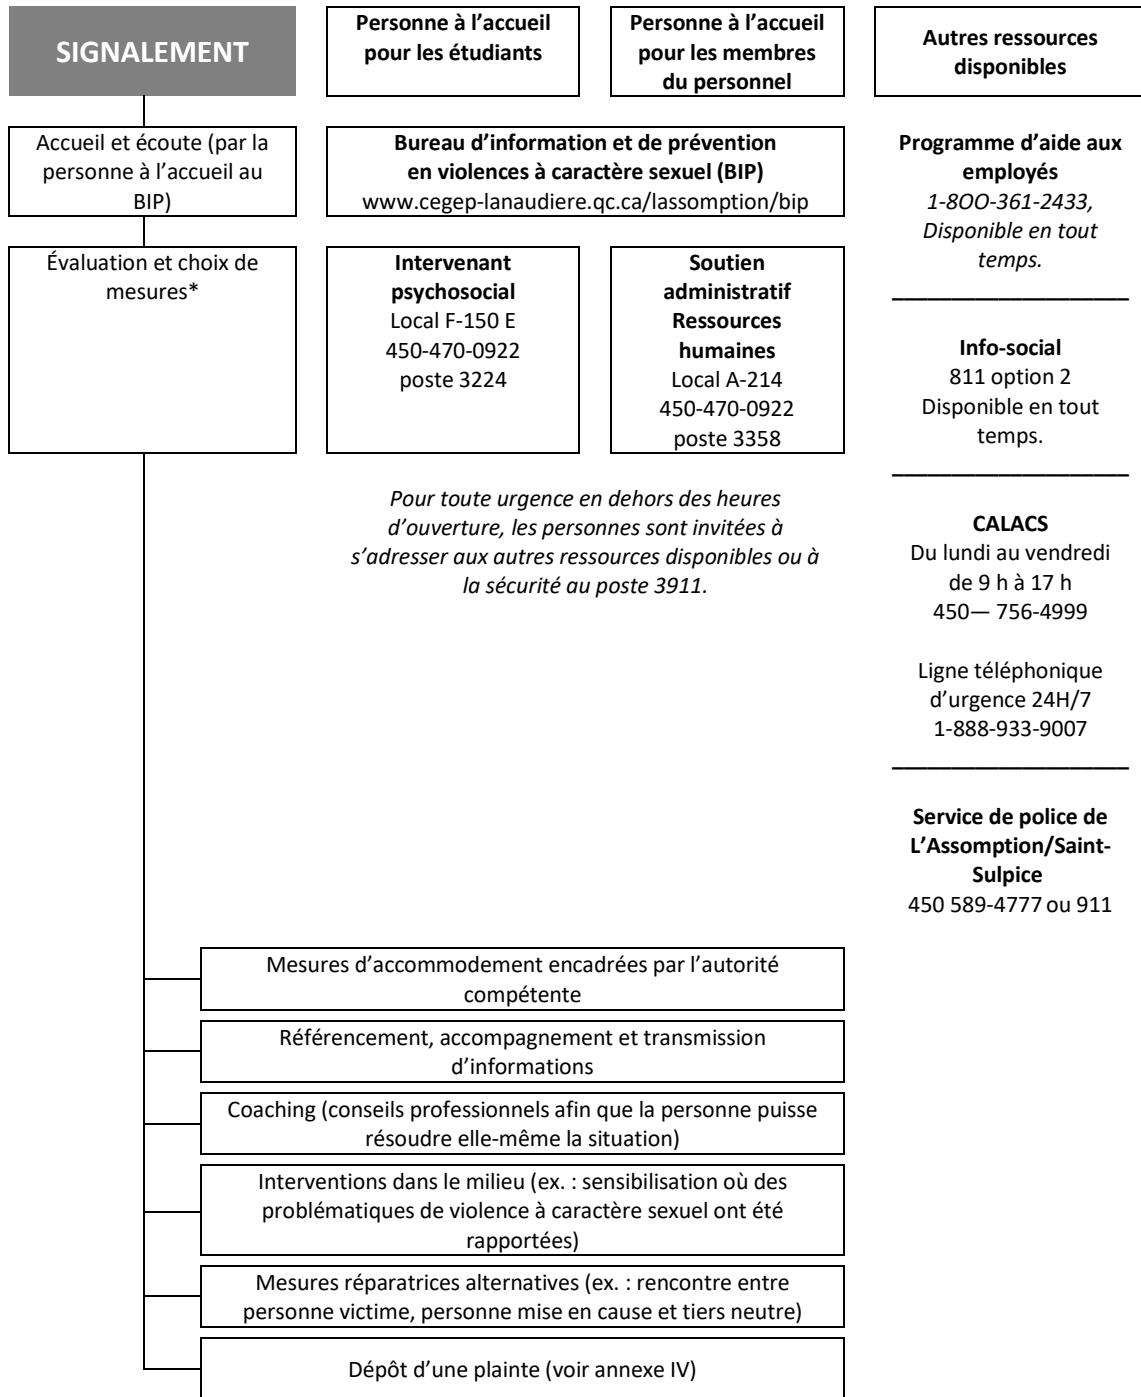 SIGNALEMENT
Personne à l’accueil
pour les étudiants
Personne à l’accueil
pour les membres
du personnel
Autres ressources
disponibles
Accueil et écoute (par la
personne à l’accueil au
BIP)
Bureau d’information et de prévention
en violences à caractère sexuel (BIP)
www.cegep-lanaudiere.qc.ca/lassomption/bip
Évaluation et choix de
mesures*
Intervenant
psychosocial
Local F-150 E
450-470-0922
poste 3224
Soutien
administratif
Ressources
humaines
Local A-214
450-470-0922
poste 3358
Pour toute urgence en dehors des heures
d’ouverture, les personnes sont invitées à
s’adresser aux autres ressources disponibles ou à
la sécurité au poste 3911.
Programme d’aide aux
employés
1-8OO-361-2433,
Disponible en tout
temps.
Info-social
811 option 2
Disponible en tout
temps.
CALACS
Du lundi au vendredi
de 9 h à 17 h
450— 756-4999
Ligne téléphonique
d’urgence 24H/7
1-888-933-9007
Service de police de
L’Assomption/Saint-
Sulpice
450 589-4777 ou 911
Mesures d’accommodement encadrées par l’autorité
compétente
Référencement, accompagnement et transmission
d’informations
Coaching (conseils professionnels afin que la personne puisse
résoudre elle-même la situation)
Interventions dans le milieu (ex. : sensibilisation où des
problématiques de violence à caractère sexuel ont été
rapportées)
Mesures réparatrices alternatives (ex. : rencontre entre
personne victime, personne mise en cause et tiers neutre)
Dépôt d’une plainte (voir annexe IV)